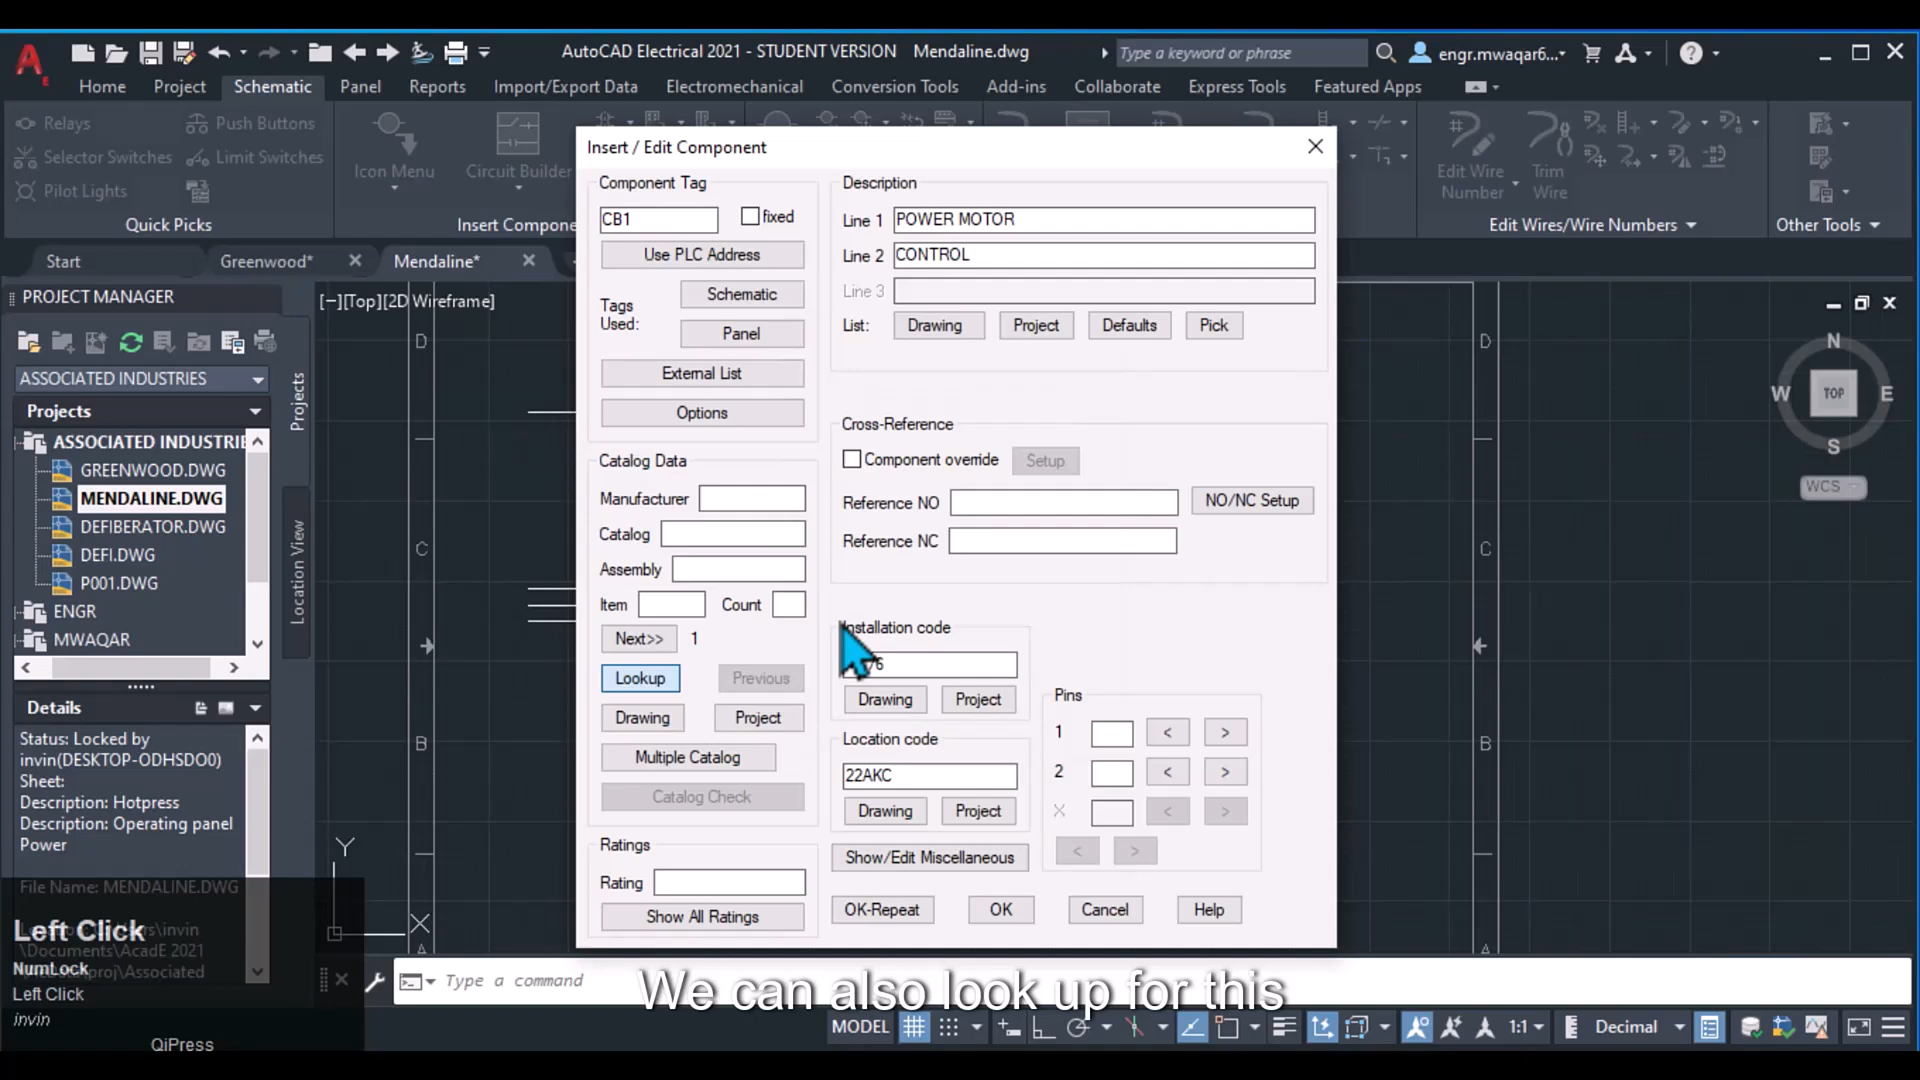 AutoCAD Electrical 2021 - STUDENT VERSION Mendaline.dwg
Type a keyword or phrase
engr.mwaqar6...
Home Project Schematic Panel Reports Import/Export Data Electromechanical Conversion Tools Add-ins Collaborate Express Tools Featured Apps
Relays Push Buttons
Selector Switches Limit Switches
Pilot Lights
Icon Menu
Circuit Builder
Edit Wire Number
Trim Wire
Quick Picks
Edit Wires/Wire Numbers
Other Tools
Start
Greenwood*
Mendaline*
PROJECT MANAGER
[−][Top][2D Wireframe]
ASSOCIATED INDUSTRIES
Projects
GREENWOOD.DWG
MENDALINE.DWG
DEFIBERATOR.DWG
DEFI.DWG
P001.DWG
ENGR
MWAQAR
Projects
Location View
Details
Status: Locked by
invin(DESKTOP-ODHSDO0)
Sheet:
Description: Hotpress
Description: Operating panel
Power
File Name: MENDALINE.DWG
\Documents\AcadE 2021
Left Click
NumLock
Left Click
invin
QiPress
Insert / Edit Component
Component Tag
CB1
fixed
Use PLC Address
Tags Used:
Schematic
Panel
External List
Options
Catalog Data
Manufacturer
Catalog
Assembly
Item Count
Next>> 1
Lookup Previous
Drawing Project
Multiple Catalog
Catalog Check
Ratings
Rating
Show All Ratings
Description
Line 1 POWER MOTOR
Line 2 CONTROL
Line 3
List: Drawing Project Defaults Pick
Cross-Reference
Component override Setup
Reference NO NO/NC Setup
Reference NC
Installation code
Drawing Project
Location code
22AKC
Drawing Project
Pins
1 < >
2 < >
X < >
< >
Show/Edit Miscellaneous
OK-Repeat OK Cancel Help
D
C
B
A
D
C
B
A
N
W TOP E
S
WCS
Y
X
Type a command
We can also look up for this
MODEL
1:1
Decimal